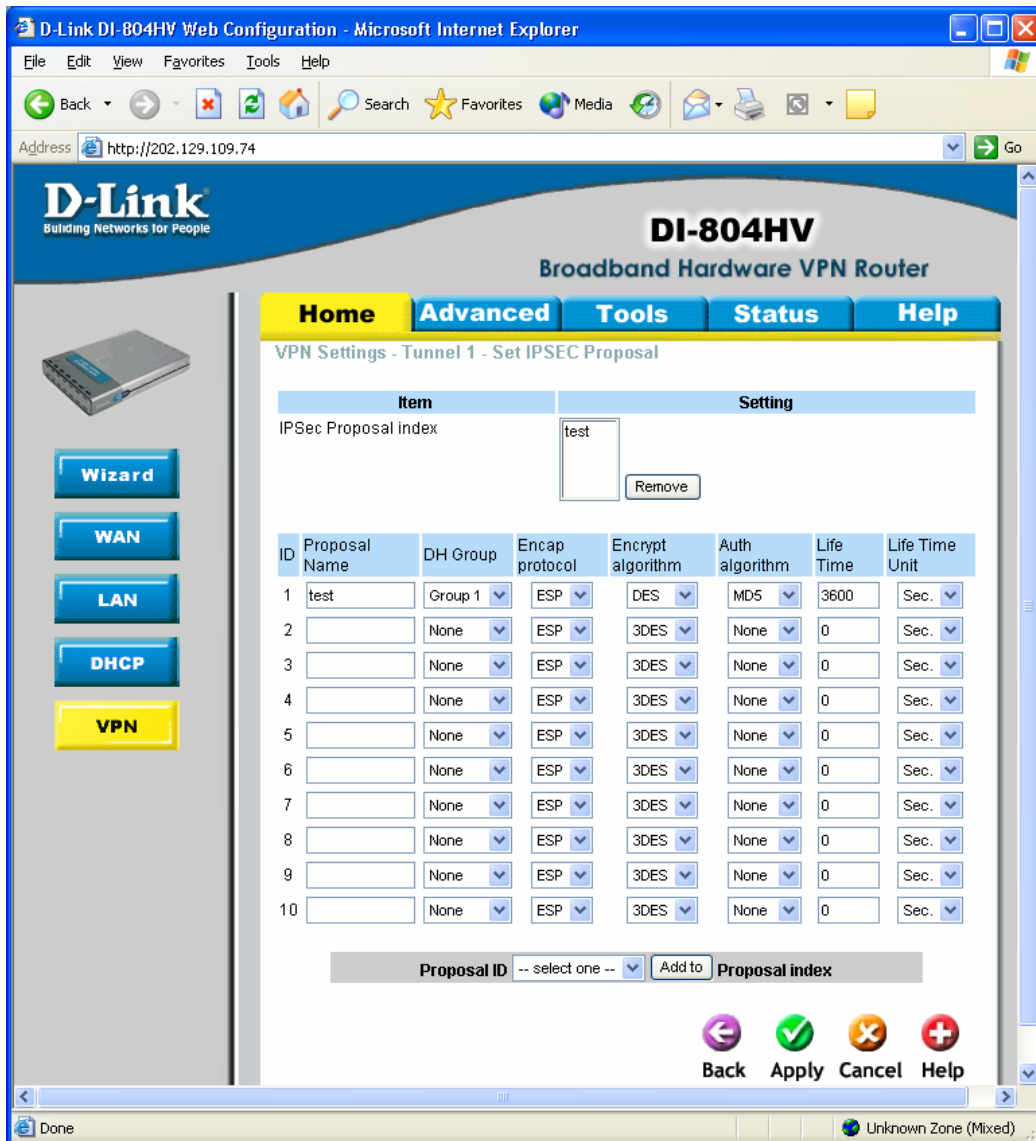 D-Link DI-804HV Web Configuration - Microsoft Internet Explorer
File Edit View Favorites Tools Help
Back Search Favorites Media
Address http://202.129.109.74 Go
D-Link
Building Networks for People
DI-804HV
Broadband Hardware VPN Router
Home Advanced Tools Status Help
VPN Settings - Tunnel 1 - Set IPSEC Proposal
Item Setting
IPSec Proposal index test
Remove
Wizard
WAN
LAN
DHCP
VPN
ID Proposal Name DH Group Encap protocol Encrypt algorithm Auth algorithm Life Time Life Time Unit
1 test Group 1 ESP DES MD5 3600 Sec.
2 None ESP 3DES None 0 Sec.
3 None ESP 3DES None 0 Sec.
4 None ESP 3DES None 0 Sec.
5 None ESP 3DES None 0 Sec.
6 None ESP 3DES None 0 Sec.
7 None ESP 3DES None 0 Sec.
8 None ESP 3DES None 0 Sec.
9 None ESP 3DES None 0 Sec.
10 None ESP 3DES None 0 Sec.
Proposal ID -- select one -- Add to Proposal index
Back Apply Cancel Help
Done Unknown Zone (Mixed)